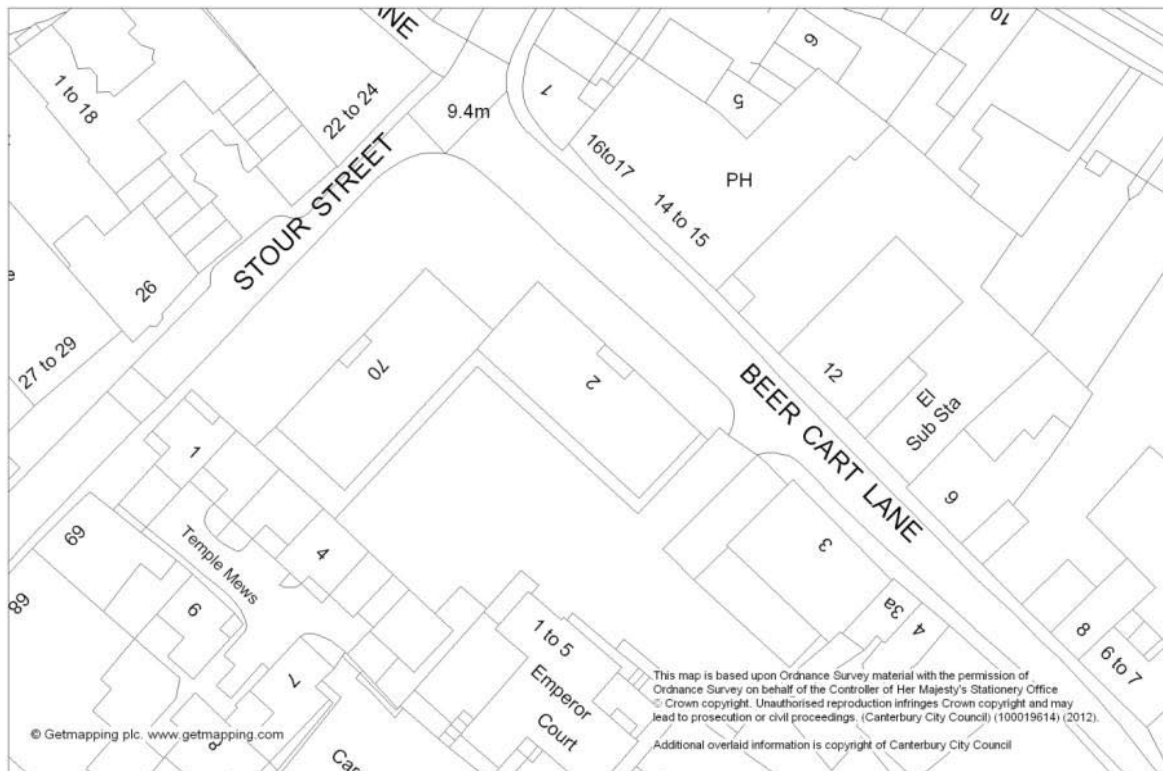 ANE
10
1 to 18
22 to 24
9.4m
1
5
6
16to17
PH
14 to 15
STOUR STREET
26
27 to 29
70
2
BEER CART LANE
12
El
Sub Sta
9
1
69
Temple Mews
4
3
68
6
3a
4
8
6 to 7
7
1 to 5
Emperor
Court
This map is based upon Ordnance Survey material with the permission of
Ordnance Survey on behalf of the Controller of Her Majesty's Stationery Office
© Crown copyright. Unauthorised reproduction infringes Crown copyright and may
lead to prosecution or civil proceedings. (Canterbury City Council) (100019614) (2012).
Additional overlaid information is copyright of Canterbury City Council
© Getmapping plc. www.getmapping.com